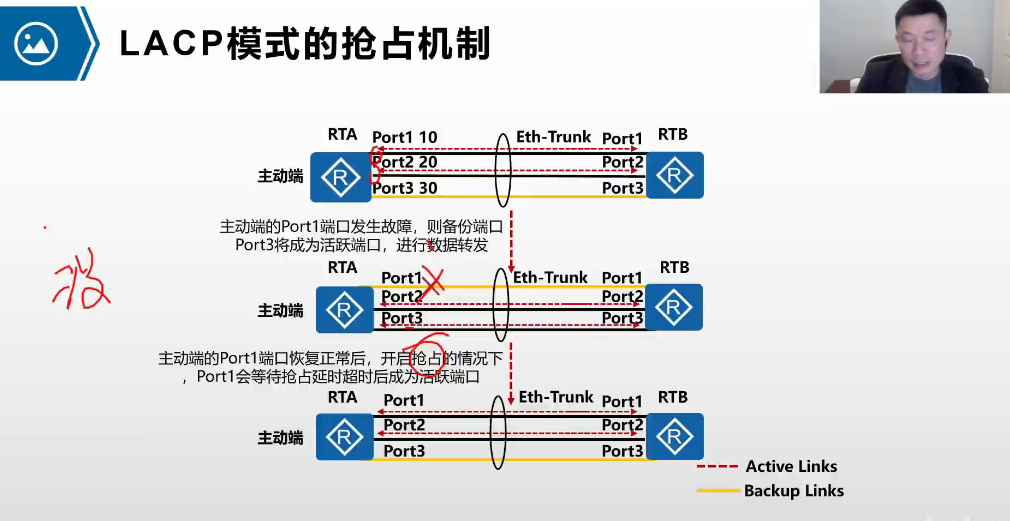 LACP模式的抢占机制
RTA Port1 10 Eth-Trunk Port1 RTB
主动端 Port2 20 Port2
Port3 30 Port3
主动端的Port1端口发生故障，则备份端口
Port3将成为活跃端口，进行数据转发
RTA Port1 Eth-Trunk Port1 RTB
没
主动端 Port2 Port2
Port3 Port3
主动端的Port1端口恢复正常后，开启抢占的情况下
，Port1会等待抢占延时超时后成为活跃端口
RTA Port1 Eth-Trunk Port1 RTB
主动端 Port2 Port2
Port3 Port3
Active Links
Backup Links